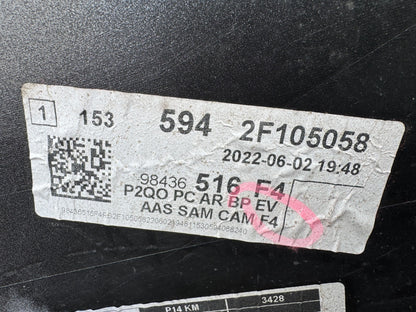 1 153 594 2F105058
2022-06-02 19:48
98436 516 F4
P2QO PC AR BP EV
AAS SAM CAM F4
P14 KM 3428